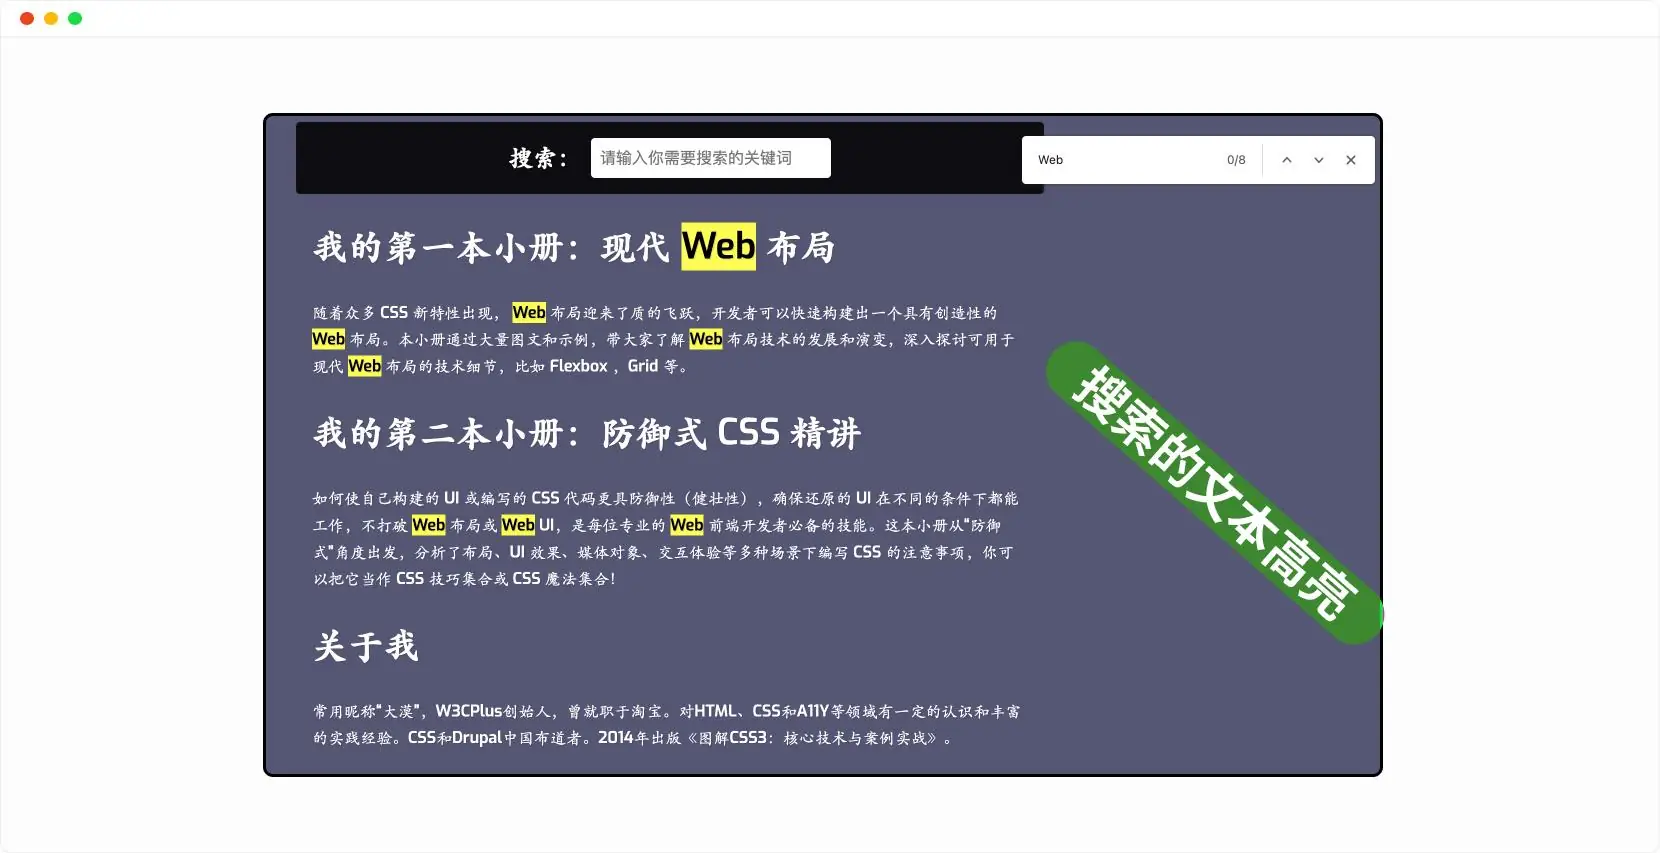 搜索：
请输入你需要搜索的关键词
Web
0/8
我的第一本小册：现代 Web 布局
随着众多 CSS 新特性出现， Web 布局迎来了质的飞跃，开发者可以快速构建出一个具有创造性的
Web 布局。本小册通过大量图文和示例，带大家了解 Web 布局技术的发展和演变，深入探讨可用于
现代 Web 布局的技术细节，比如 Flexbox ，Grid 等。
我的第二本小册：防御式 CSS 精讲
如何使自己构建的 UI 或编写的 CSS 代码更具防御性（健壮性），确保还原的 UI 在不同的条件下都能
工作，不打破 Web 布局或 Web UI，是每位专业的 Web 前端开发者必备的技能。这本小册从“防御
式”角度出发，分析了布局、UI 效果、媒体对象、交互体验等多种场景下编写 CSS 的注意事项，你可
以把它当作 CSS 技巧集合或 CSS 魔法集合！
关于我
常用昵称“大漠”，W3CPlus创始人，曾就职于淘宝。对HTML、CSS和A11Y等领域有一定的认识和丰富
的实践经验。CSS和Drupal中国布道者。2014年出版《图解CSS3：核心技术与案例实战》。
搜索的文本高亮